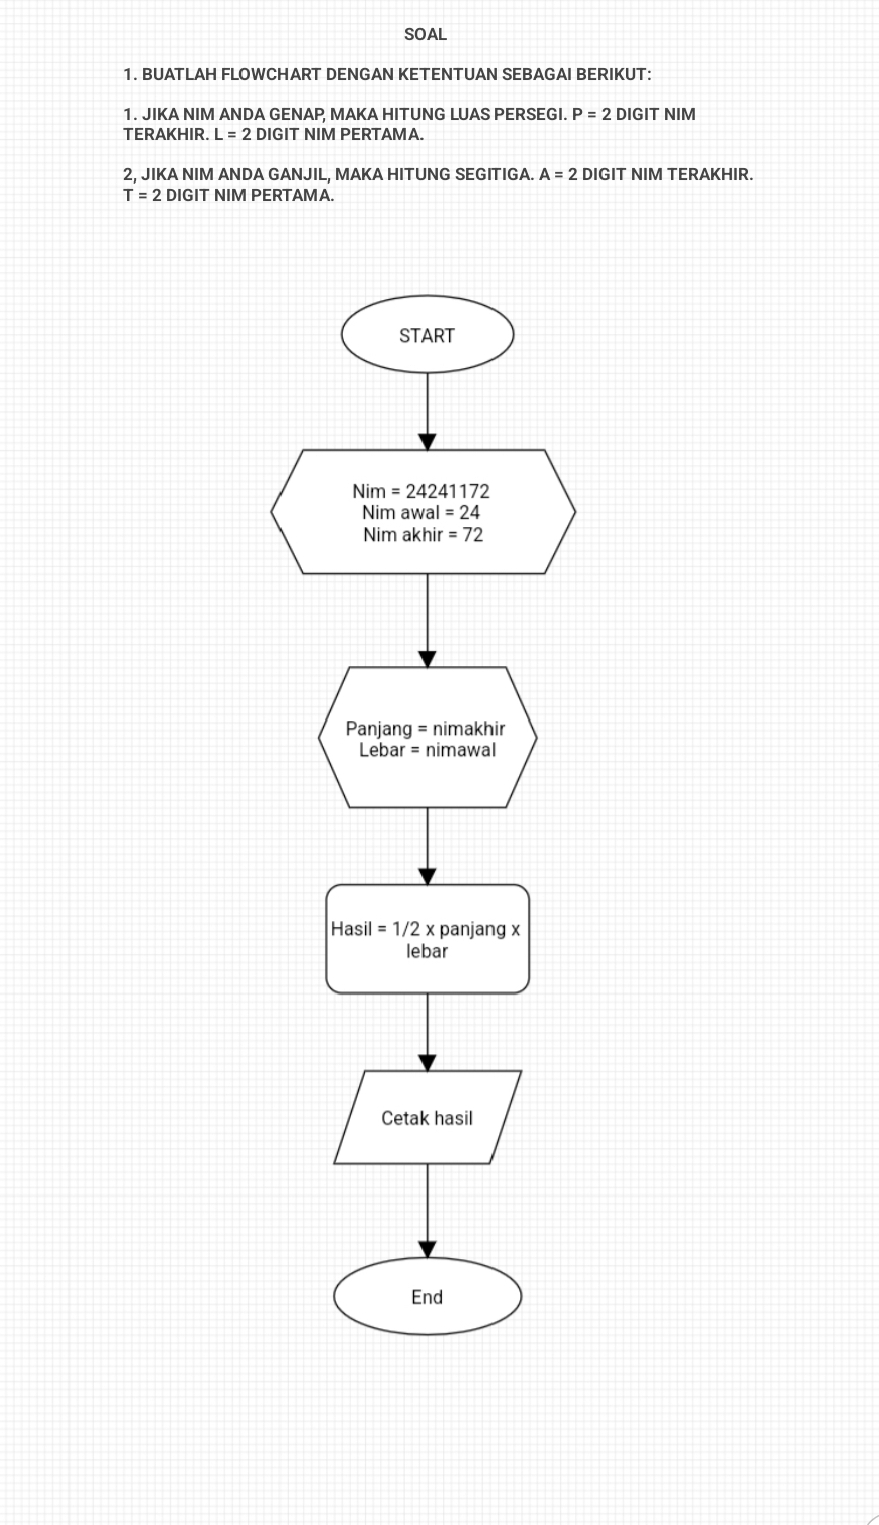 SOAL
1. BUATLAH FLOWCHART DENGAN KETENTUAN SEBAGAI BERIKUT:
1. JIKA NIM ANDA GENAP, MAKA HITUNG LUAS PERSEGI. P = 2 DIGIT NIM
TERAKHIR. L = 2 DIGIT NIM PERTAMA.
2, JIKA NIM ANDA GANJIL, MAKA HITUNG SEGITIGA. A = 2 DIGIT NIM TERAKHIR.
T = 2 DIGIT NIM PERTAMA.
START
Nim = 24241172
Nim awal = 24
Nim akhir = 72
Panjang = nimakhir
Lebar = nimawal
Hasil = 1/2 x panjang x
lebar
Cetak hasil
End